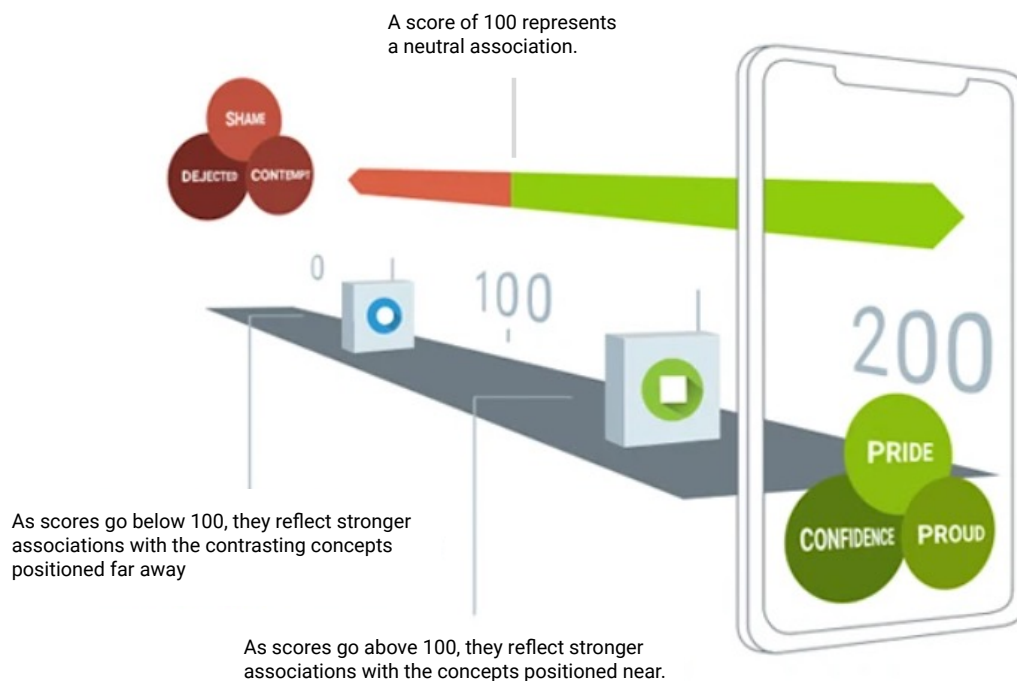 A score of 100 represents
a neutral association.
SHAME
DEJECTED
CONTEMPT
0
100
200
PRIDE
CONFIDENCE
PROUD
As scores go below 100, they reflect stronger
associations with the contrasting concepts
positioned far away
As scores go above 100, they reflect stronger
associations with the concepts positioned near.